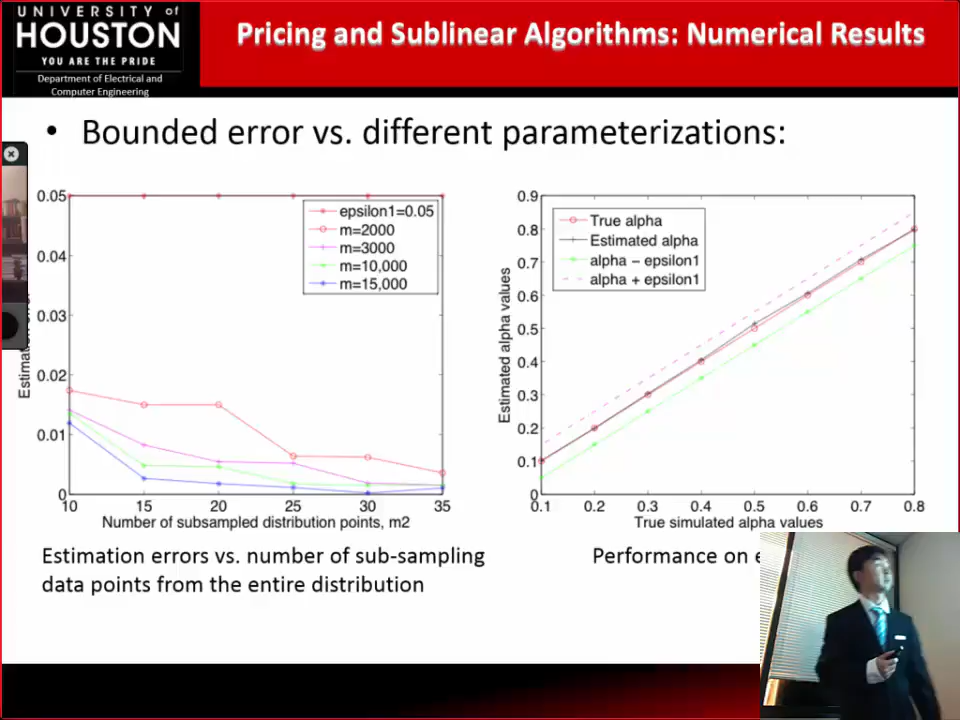 UNIVERSITY of
HOUSTON
YOU ARE THE PRIDE
Department of Electrical and
Computer Engineering
Pricing and Sublinear Algorithms: Numerical Results
• Bounded error vs. different parameterizations:
0.05
0.04
0.03
0.02
0.01
0
10 15 20 25 30 35
Number of subsampled distribution points, m2
epsilon1=0.05
m=2000
m=3000
m=10,000
m=15,000
Estimation errors vs. number of sub-sampling
data points from the entire distribution
Estimated alpha values
0.9
0.8
0.7
0.6
0.5
0.4
0.3
0.2
0.1
0
0.1 0.2 0.3 0.4 0.5 0.6 0.7 0.8
True simulated alpha values
True alpha
Estimated alpha
alpha − epsilon1
alpha + epsilon1
Performance on